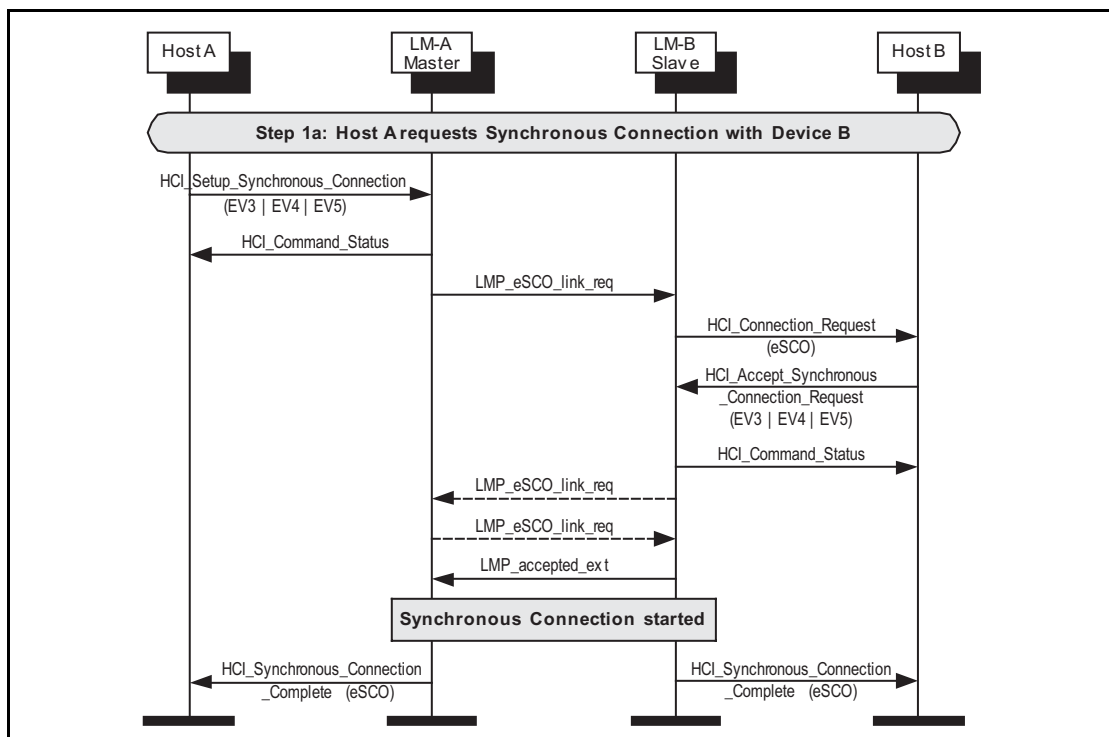 Host A
LM-A
Master
LM-B
Slave
Host B
Step 1a: Host A requests Synchronous Connection with Device B
HCI_Setup_Synchronous_Connection
(EV3 | EV4 | EV5)
HCI_Command_Status
LMP_eSCO_link_req
HCI_Connection_Request
(eSCO)
HCI_Accept_Synchronous
_Connection_Request
(EV3 | EV4 | EV5)
HCI_Command_Status
LMP_eSCO_link_req
LMP_eSCO_link_req
LMP_accepted_ext
Synchronous Connection started
HCI_Synchronous_Connection
_Complete (eSCO)
HCI_Synchronous_Connection
_Complete (eSCO)